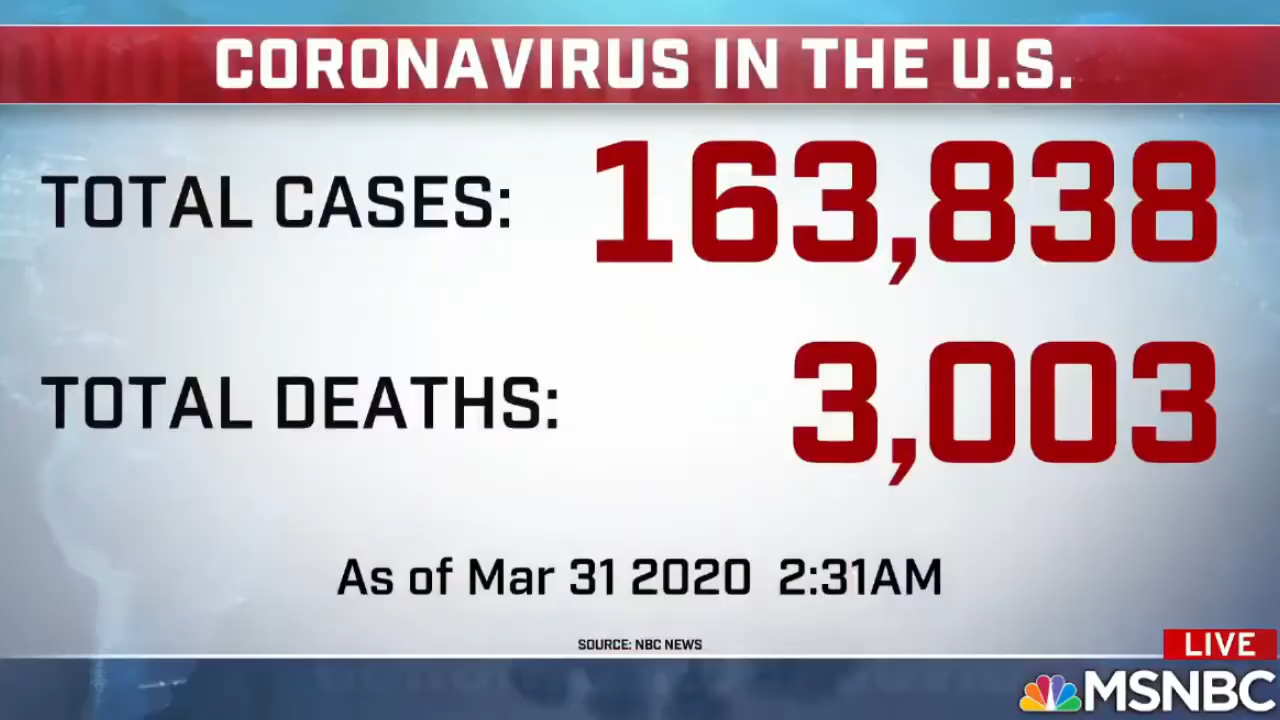 CORONAVIRUS IN THE U.S.
TOTAL CASES: 163,838
TOTAL DEATHS: 3,003
As of Mar 31 2020 2:31AM
SOURCE: NBC NEWS
LIVE
MSNBC